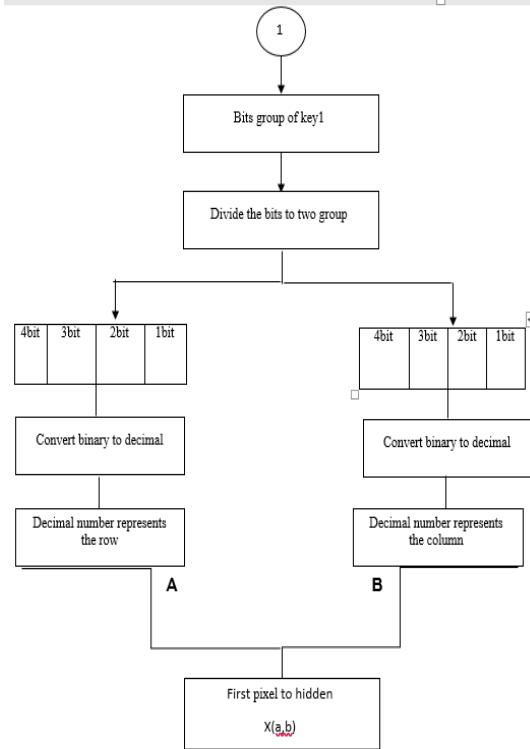 1
Bits group of key1
Divide the bits to two group
4bit 3bit 2bit 1bit
4bit 3bit 2bit 1bit
Convert binary to decimal
Convert binary to decimal
Decimal number represents
the row
Decimal number represents
the column
A
B
First pixel to hidden
X(a,b)